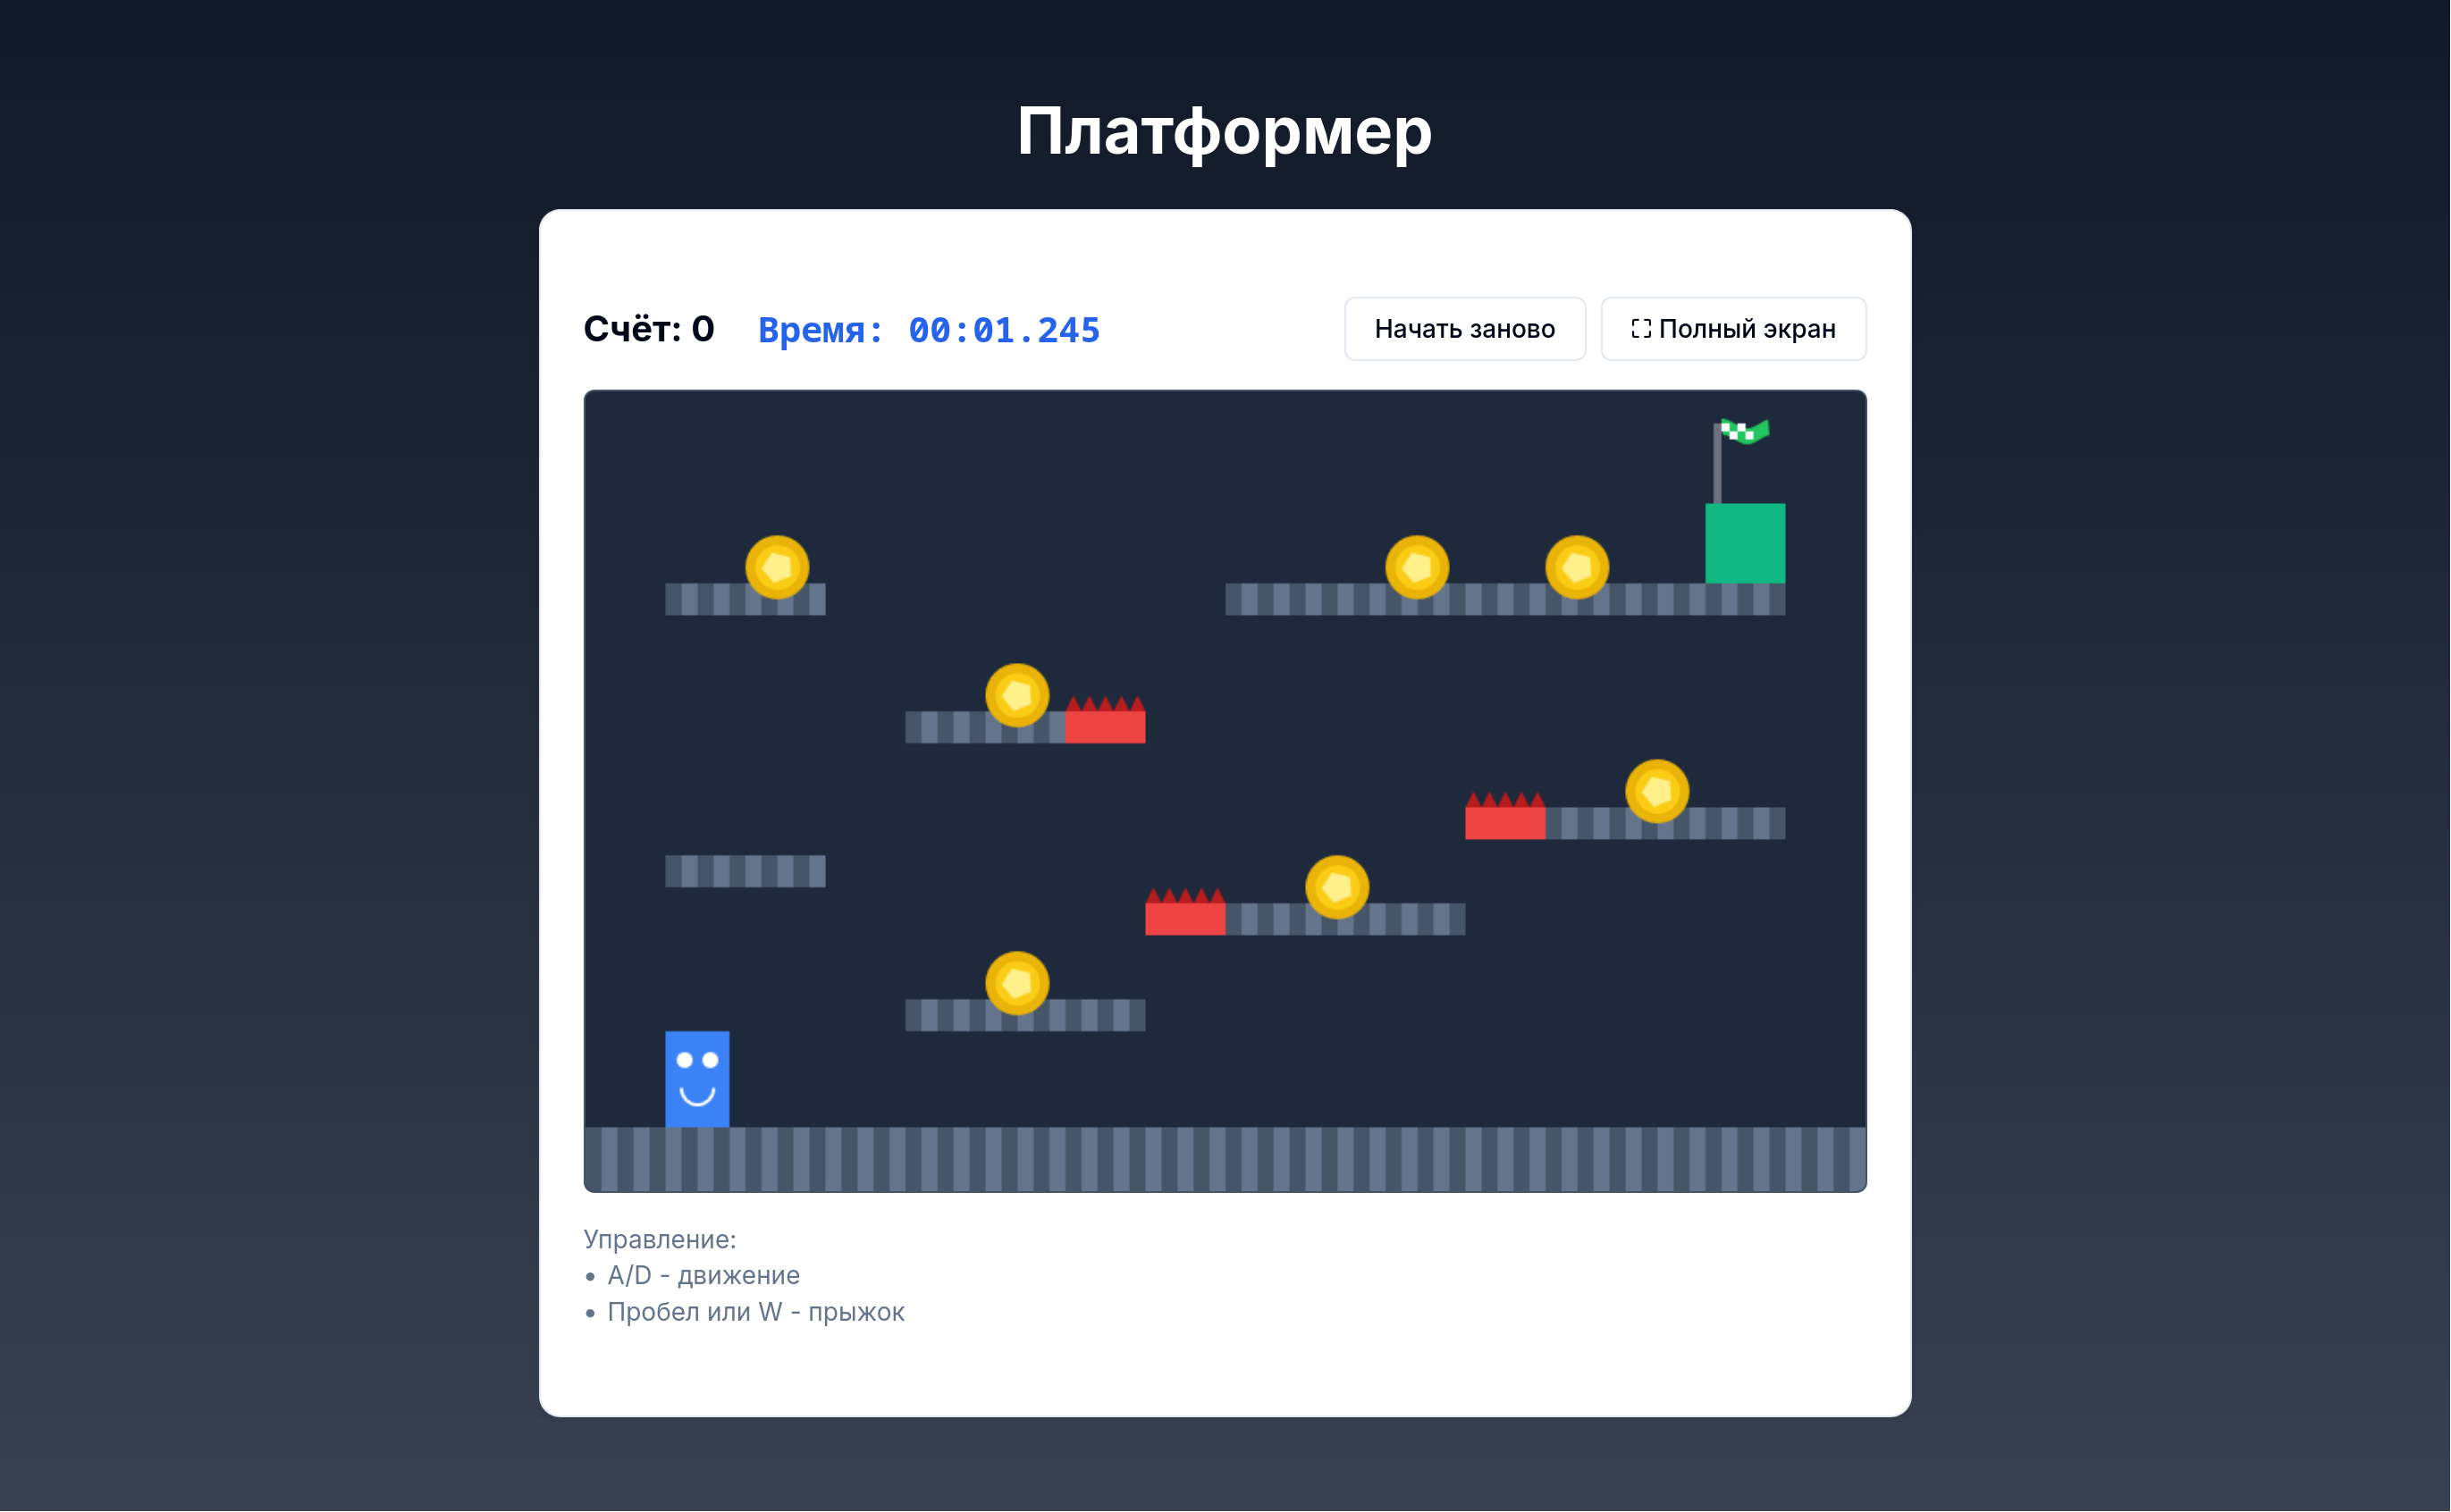 Платформер
Счёт: 0 Время: 00:01.245 Начать заново Полный экран
Управление:
• A/D - движение
• Пробел или W - прыжок